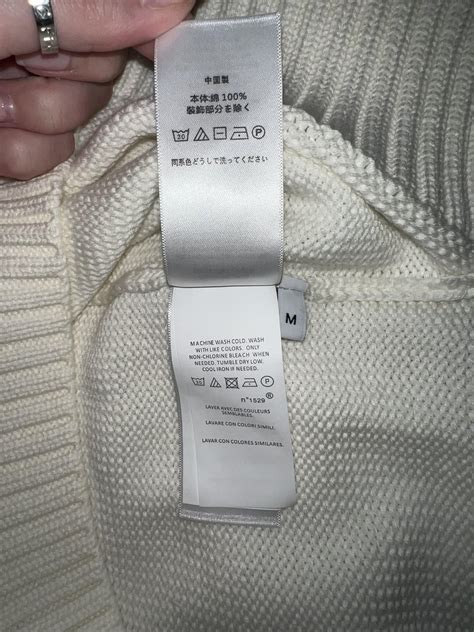 中国製
本体:綿 100%
装飾部分を除く
30 P
同系色どうしで洗ってください
M
MACHINE WASH COLD. WASH
WITH LIKE COLORS. ONLY
NON-CHLORINE BLEACH WHEN
NEEDED. TUMBLE DRY LOW.
COOL IRON IF NEEDED.
30 P
n°1529®
LAVER AVEC DES COULEURS
SEMBLABLES.
LAVARE CON COLORI SIMILI.
LAVAR CON COLORES SIMILARES.